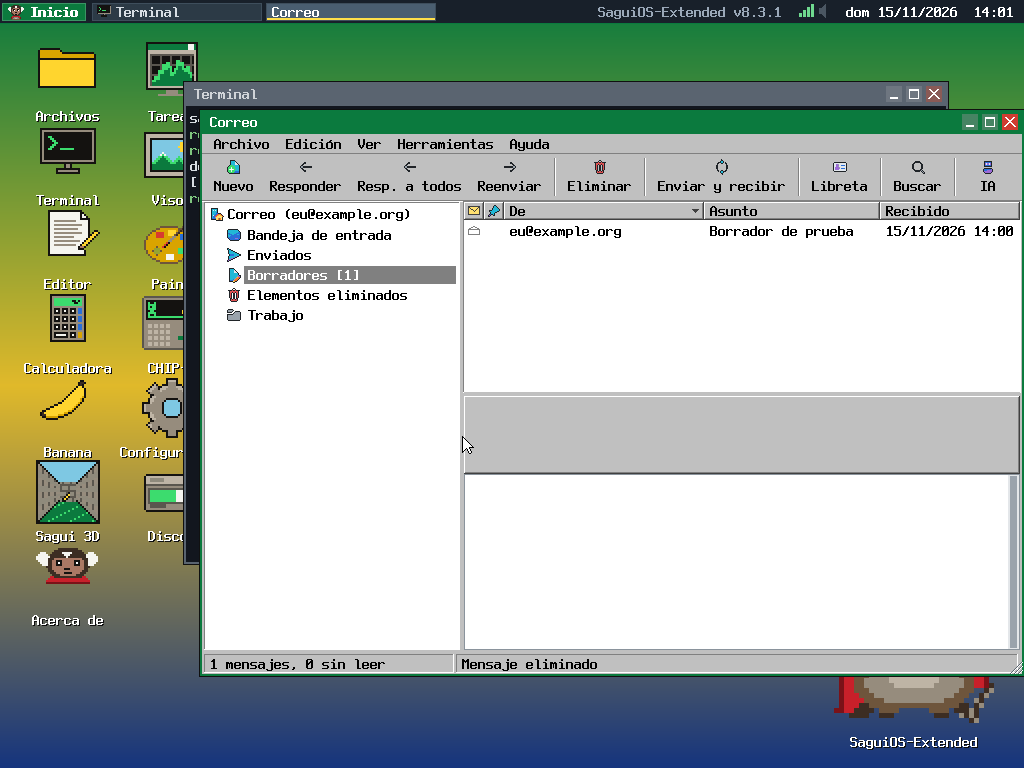 Inicio
Terminal
Correo
SaguiOS-Extended v8.3.1
dom 15/11/2026
14:01
Archivos
Terminal
Editor
Calculadora
CHIP
Banana
Configur
Sagui 3D
Disco
Acerca de
Terminal
Correo
Archivo
Edición
Ver
Herramientas
Ayuda
Nuevo
Responder
Resp. a todos
Reenviar
Eliminar
Enviar y recibir
Libreta
Buscar
IA
Correo (eu@example.org)
Bandeja de entrada
Enviados
Borradores [1]
Elementos eliminados
Trabajo
De
Asunto
Recibido
eu@example.org
Borrador de prueba
15/11/2026 14:00
1 mensajes, 0 sin leer
Mensaje eliminado
SaguiOS-Extended